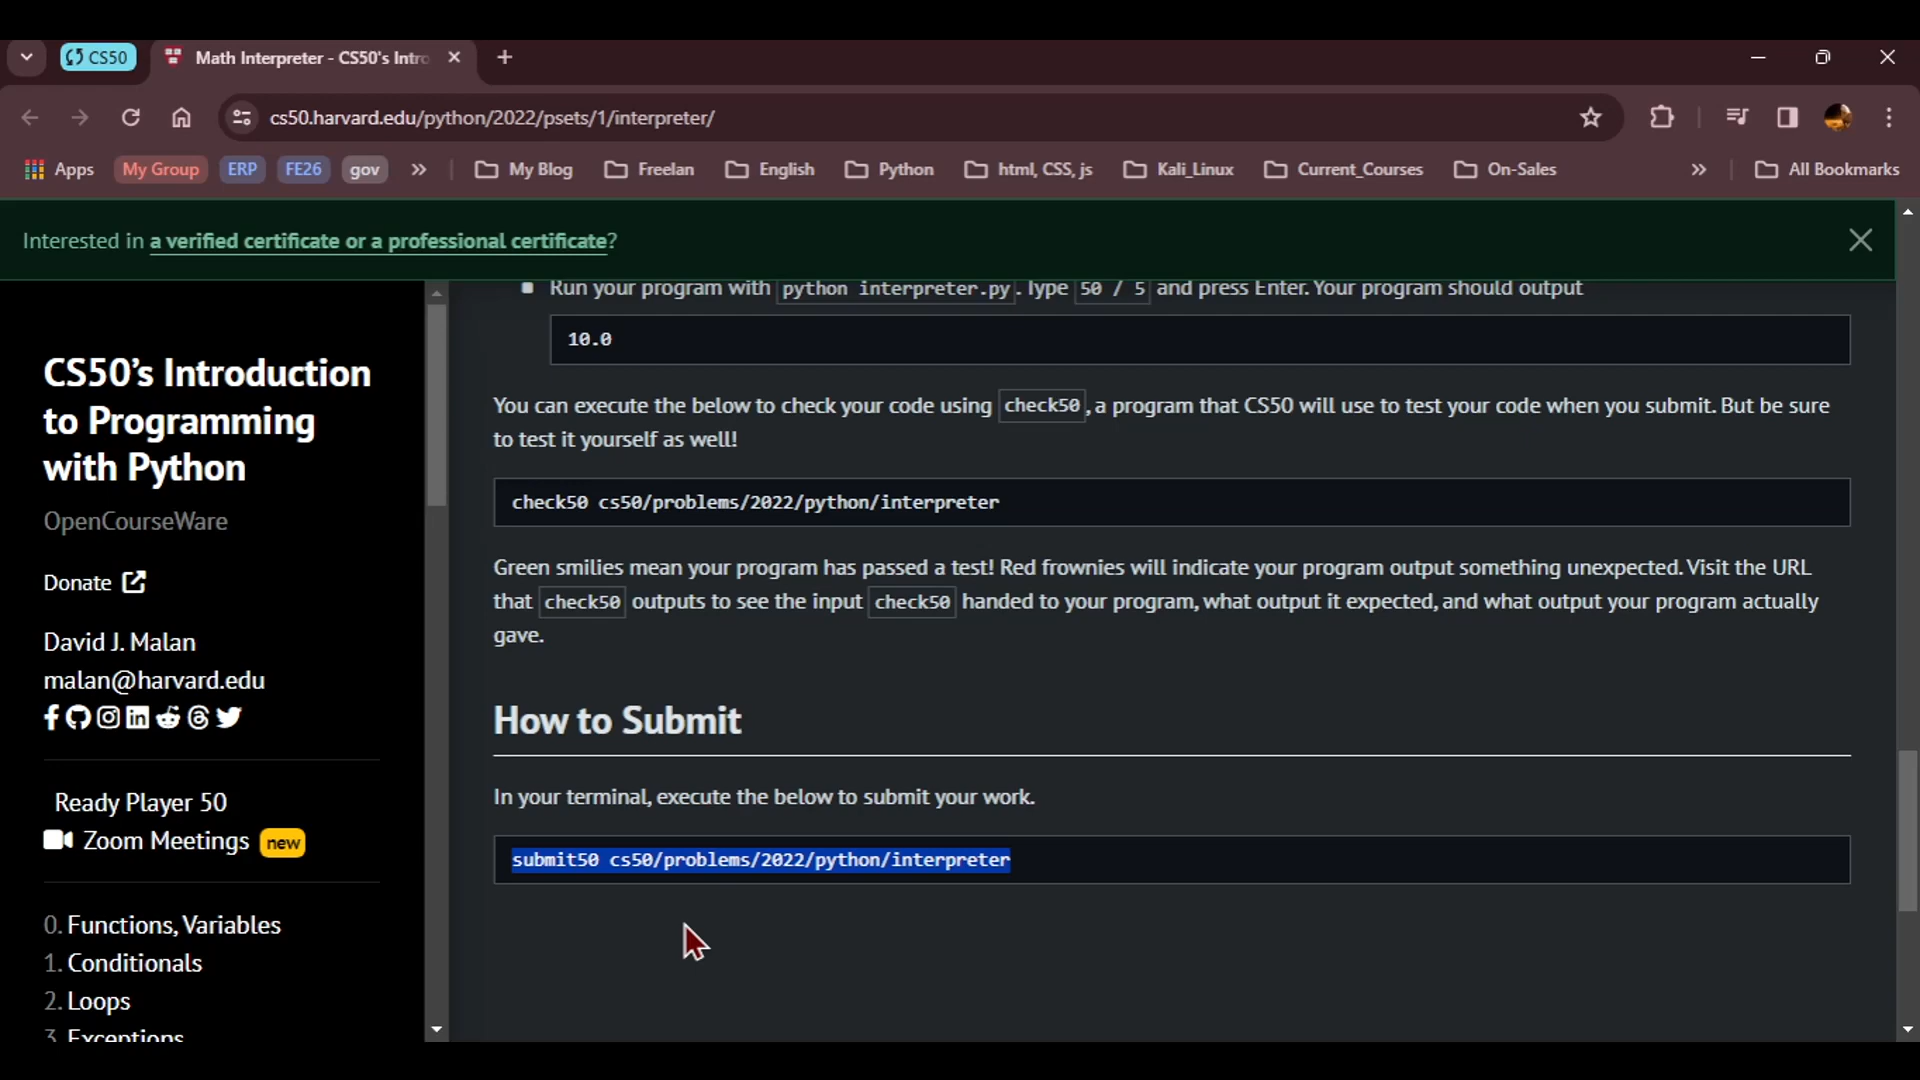 CS50
Math Interpreter - CS50's Intro
cs50.harvard.edu/python/2022/psets/1/interpreter/
Apps My Group ERP FE26 gov » My Blog Freelan English Python html, CSS, js Kali_Linux Current_Courses On-Sales » All Bookmarks
Interested in a verified certificate or a professional certificate?
CS50's Introduction
to Programming
with Python
OpenCourseWare
Donate
David J. Malan
malan@harvard.edu
Ready Player 50
Zoom Meetings new
0. Functions, Variables
1. Conditionals
2. Loops
3. Exceptions
Run your program with python interpreter.py. Type 50 / 5 and press Enter. Your program should output
10.0
You can execute the below to check your code using check50, a program that CS50 will use to test your code when you submit. But be sure
to test it yourself as well!
check50 cs50/problems/2022/python/interpreter
Green smilies mean your program has passed a test! Red frownies will indicate your program output something unexpected. Visit the URL
that check50 outputs to see the input check50 handed to your program, what output it expected, and what output your program actually
gave.
How to Submit
In your terminal, execute the below to submit your work.
submit50 cs50/problems/2022/python/interpreter